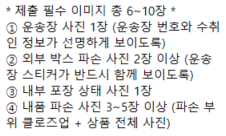 * 제출 필수 이미지 총 6~10장 *
① 운송장 사진 1장 (운송장 번호와 수취
인 정보가 선명하게 보이도록)
② 외부 박스 파손 사진 2장 이상 (운송
장 스티커가 반드시 함께 보이도록)
③ 내부 포장 상태 사진 1장
④ 내품 파손 사진 3~5장 이상 (파손 부
위 클로즈업 + 상품 전체 사진)